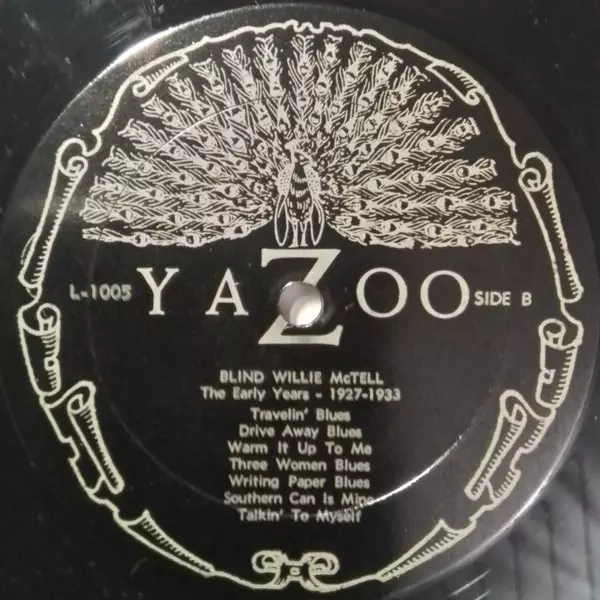 L-1005 YAZOO SIDE B
BLIND WILLIE McTELL
The Early Years - 1927-1933
Travelin' Blues
Drive Away Blues
Warm It Up To Me
Three Women Blues
Writing Paper Blues
Southern Can Is Mine
Talkin' To Myself